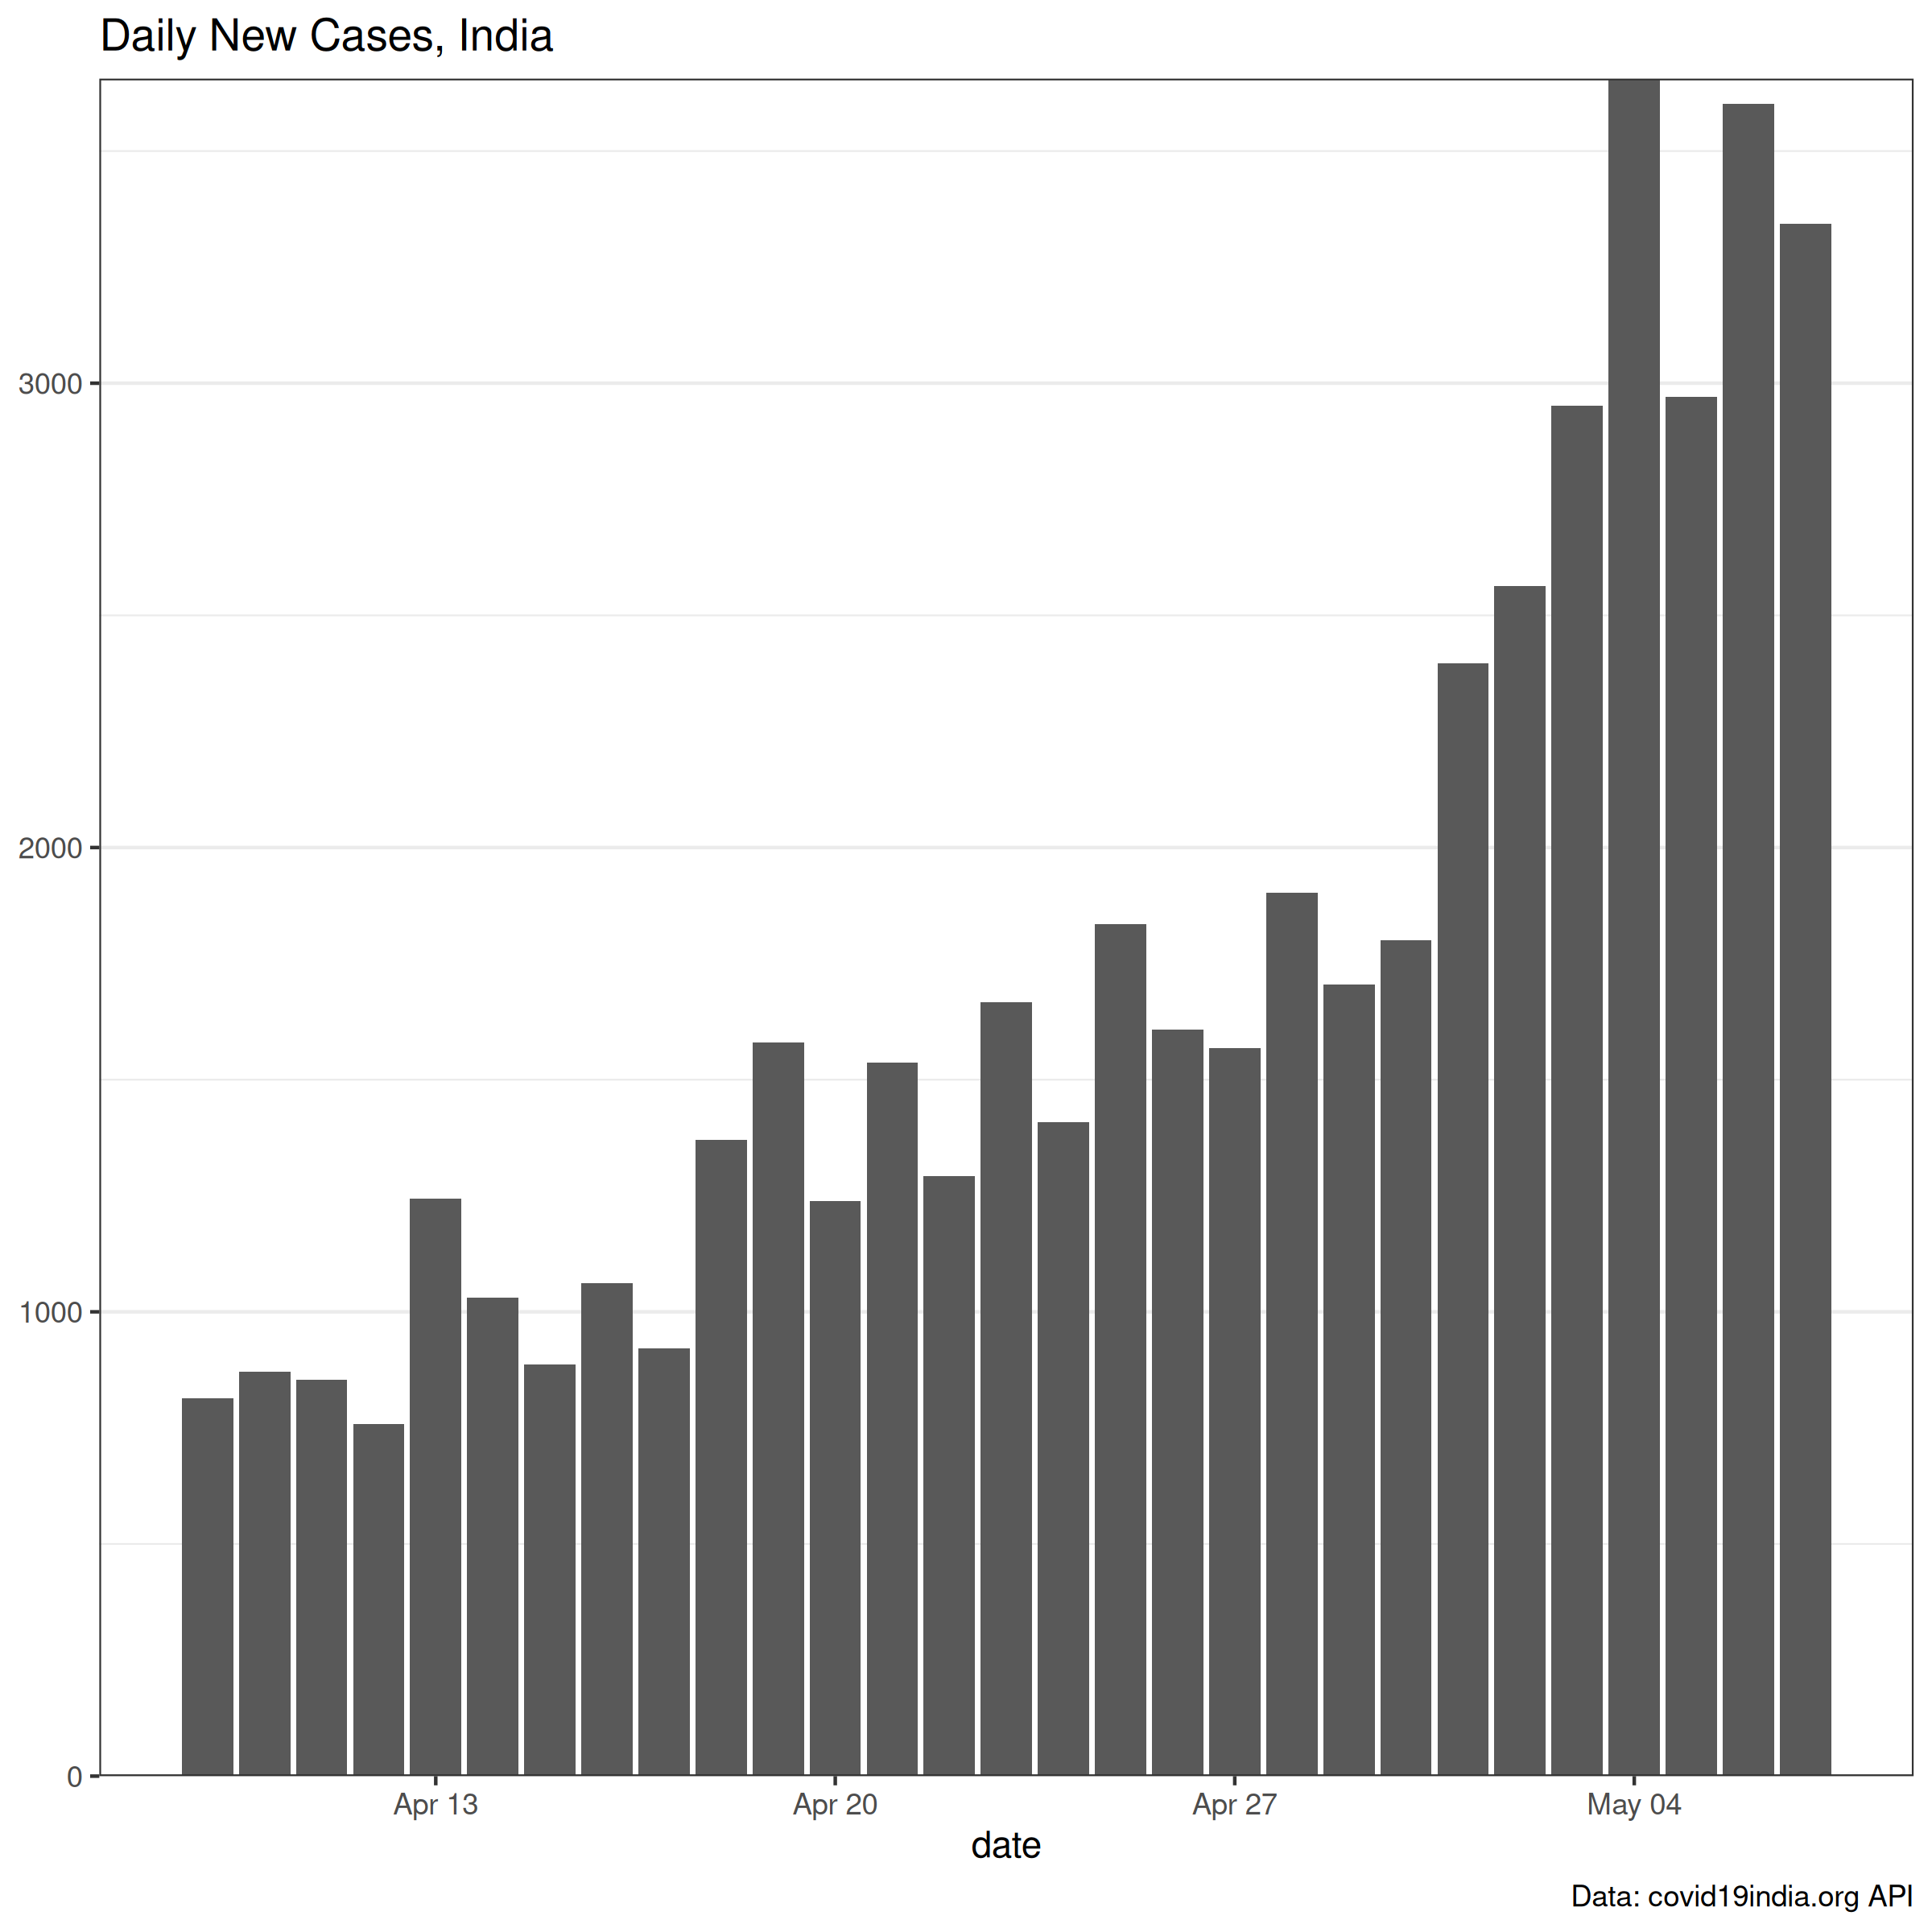 Daily New Cases, India
3000
2000
1000
0
Apr 13 Apr 20 Apr 27 May 04
date
Data: covid19india.org API